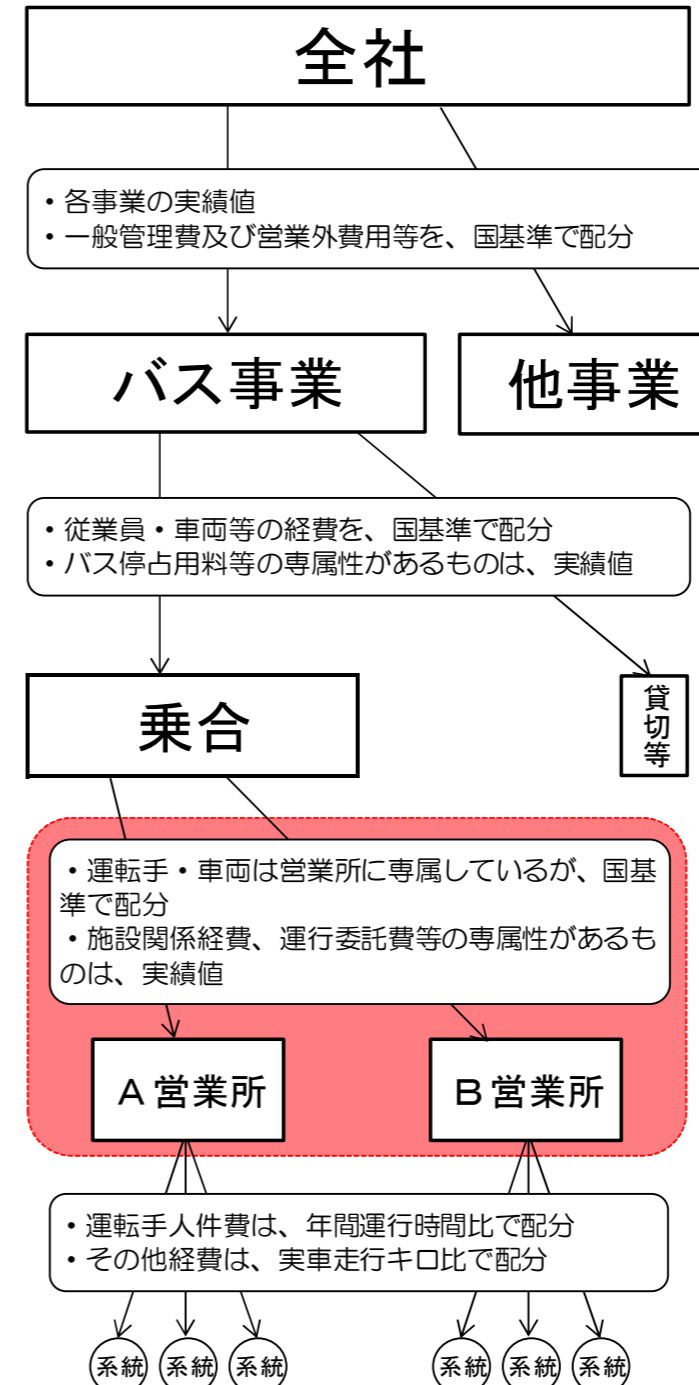 全社
・各事業の実績値
・一般管理費及び営業外費用等を、国基準で配分
バス事業
他事業
・従業員・車両等の経費を、国基準で配分
・バス停占用料等の専属性があるものは、実績値
乗合
貸切等
・運転手・車両は営業所に専属しているが、国基
準で配分
・施設関係経費、運行委託費等の専属性があるも
のは、実績値
A営業所
B営業所
・運転手人件費は、年間運行時間比で配分
・その他経費は、実車走行キロ比で配分
系統
系統
系統
系統
系統
系統